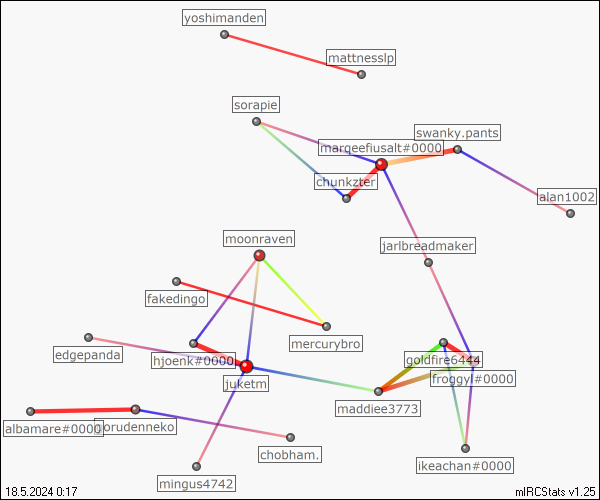 yoshimanden
mattnesslp
sorapie
swanky.pants
marqeefiusalt#0000
chunkzter
alan1002
moonraven
jarlbreadmaker
fakedingo
mercurybro
edgepanda
hjoenk#0000
goldfire6444
froggyl#0000
juketm
maddiee3773
albamare#0000
orudenneko
chobham.
ikeachan#0000
mingus4742
18.5.2024 0:17
mIRCStats v1.25